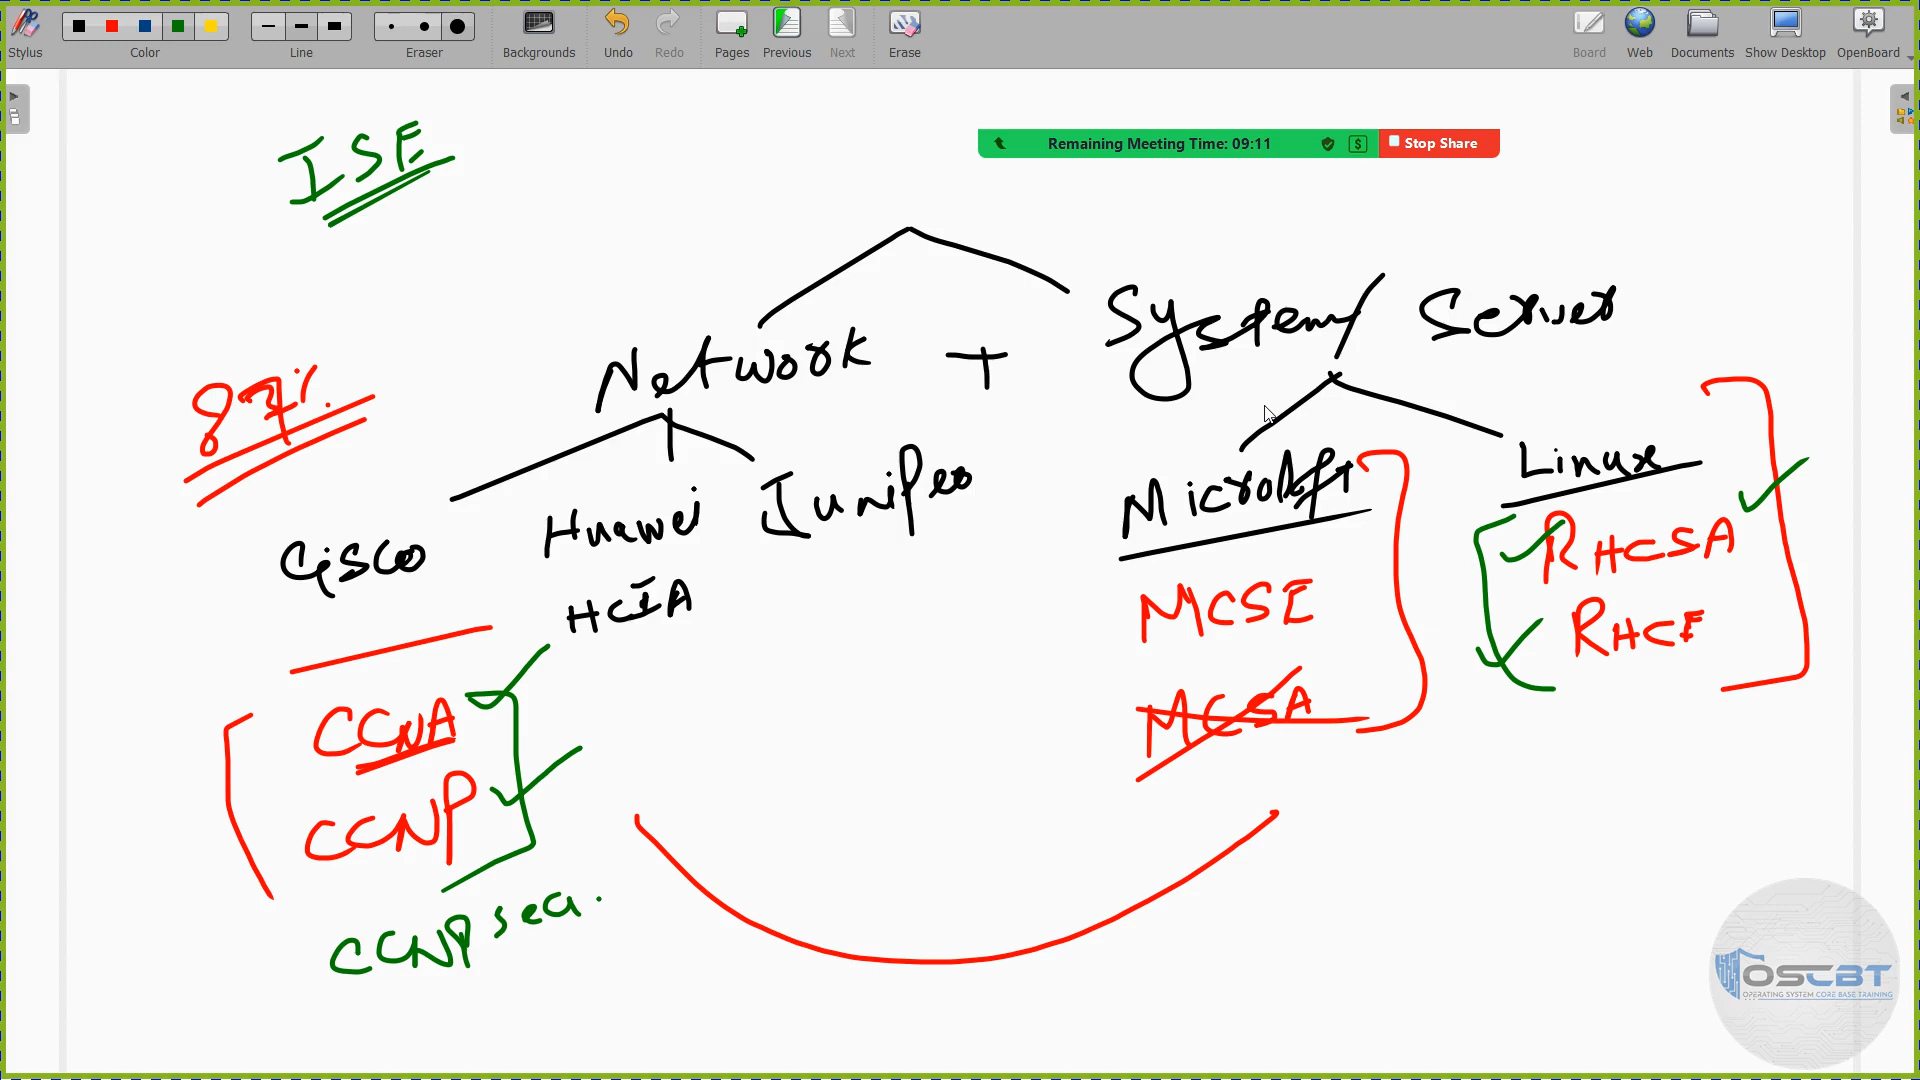 Stylus
Color
Line
Eraser
Backgrounds
Undo
Redo
Pages
Previous
Next
Erase
Board
Web
Documents
Show Desktop
OpenBoard
Remaining Meeting Time: 09:11
Stop Share
ISE
System/ Server
Network +
87%.
Cisco
Huawei
Juniper
Microsoft
Linux
HCIA
MCSE
MCSA
RHCSA
RHCE
CCNA
CCNP
CCNP sec.
OSCBT
OPERATING SYSTEM CORE BASE TRAINING